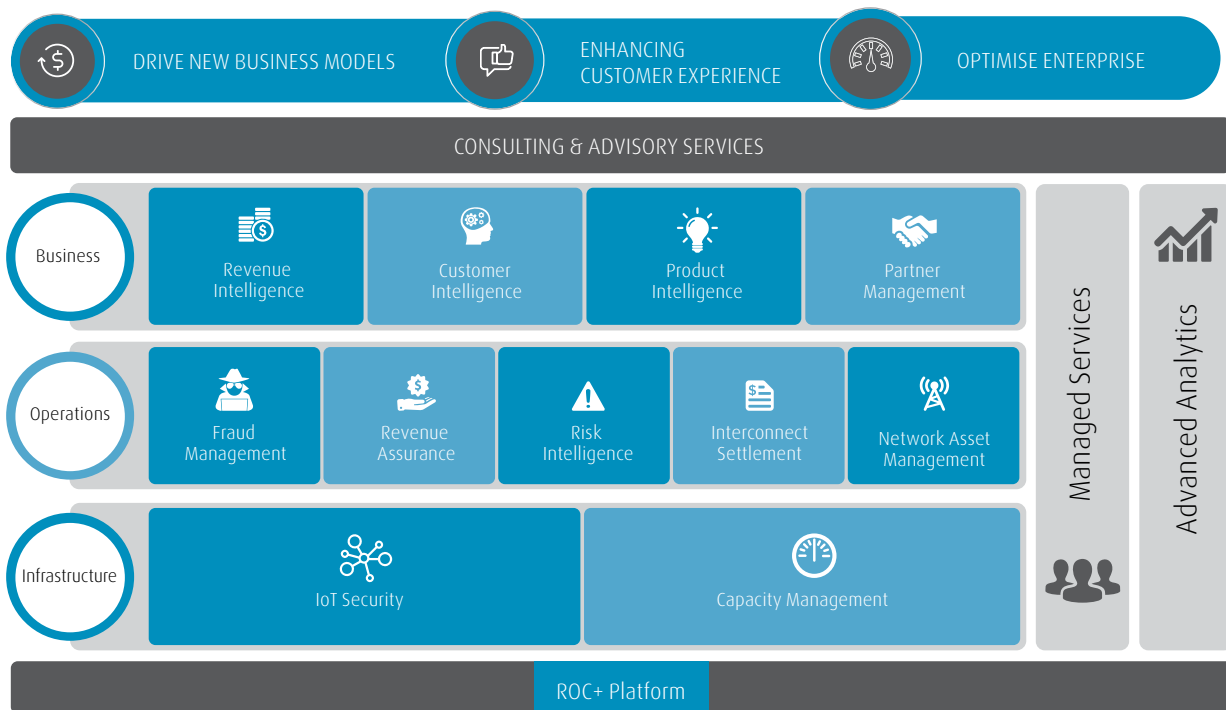 DRIVE NEW BUSINESS MODELS
ENHANCING
CUSTOMER EXPERIENCE
OPTIMISE ENTERPRISE
CONSULTING & ADVISORY SERVICES
Business
Revenue
Intelligence
Customer
Intelligence
Product
Intelligence
Partner
Management
Operations
Fraud
Management
Revenue
Assurance
Risk
Intelligence
Interconnect
Settlement
Network Asset
Management
Infrastructure
IoT Security
Capacity Management
Managed Services
Advanced Analytics
ROC+ Platform